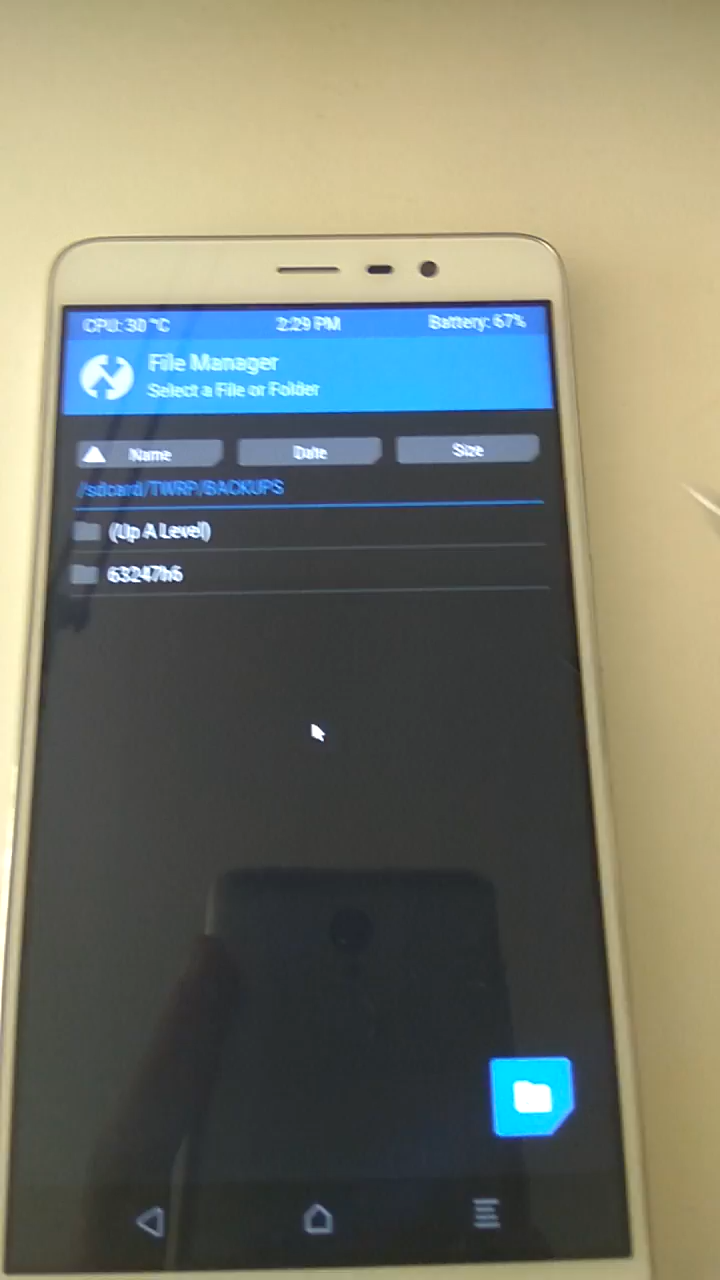 CPU: 30 °C 2:29 PM Battery: 67%
File Manager
Select a File or Folder
Name Date Size
/sdcard/TWRP/BACKUPS
(Up A Level)
63247h6